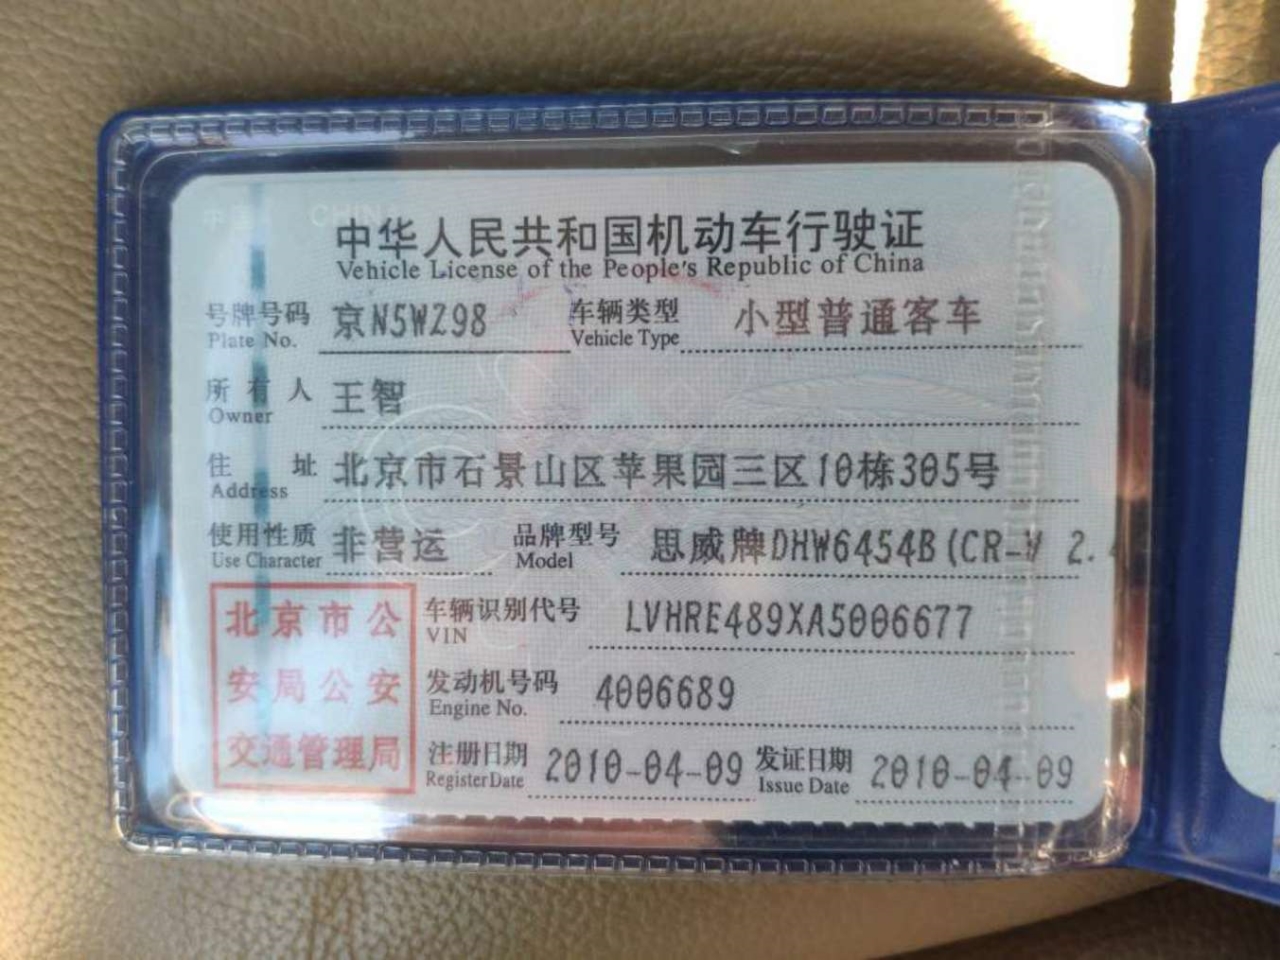 中华人民共和国机动车行驶证
Vehicle License of the People's Republic of China
号牌号码 京N5WZ98 车辆类型 小型普通客车
Plate No. Vehicle Type
所有人 王智
Owner
住址 北京市石景山区苹果园三区10栋305号
Address
使用性质 非营运 品牌型号 思威牌DHW6454B(CR-V 2.4
Use Character Model
北京市公
安局公安
交通管理局
车辆识别代号 LVHRE489XA5006677
VIN
发动机号码 4006689
Engine No.
注册日期 2010-04-09 发证日期 2010-04-09
Register Date Issue Date